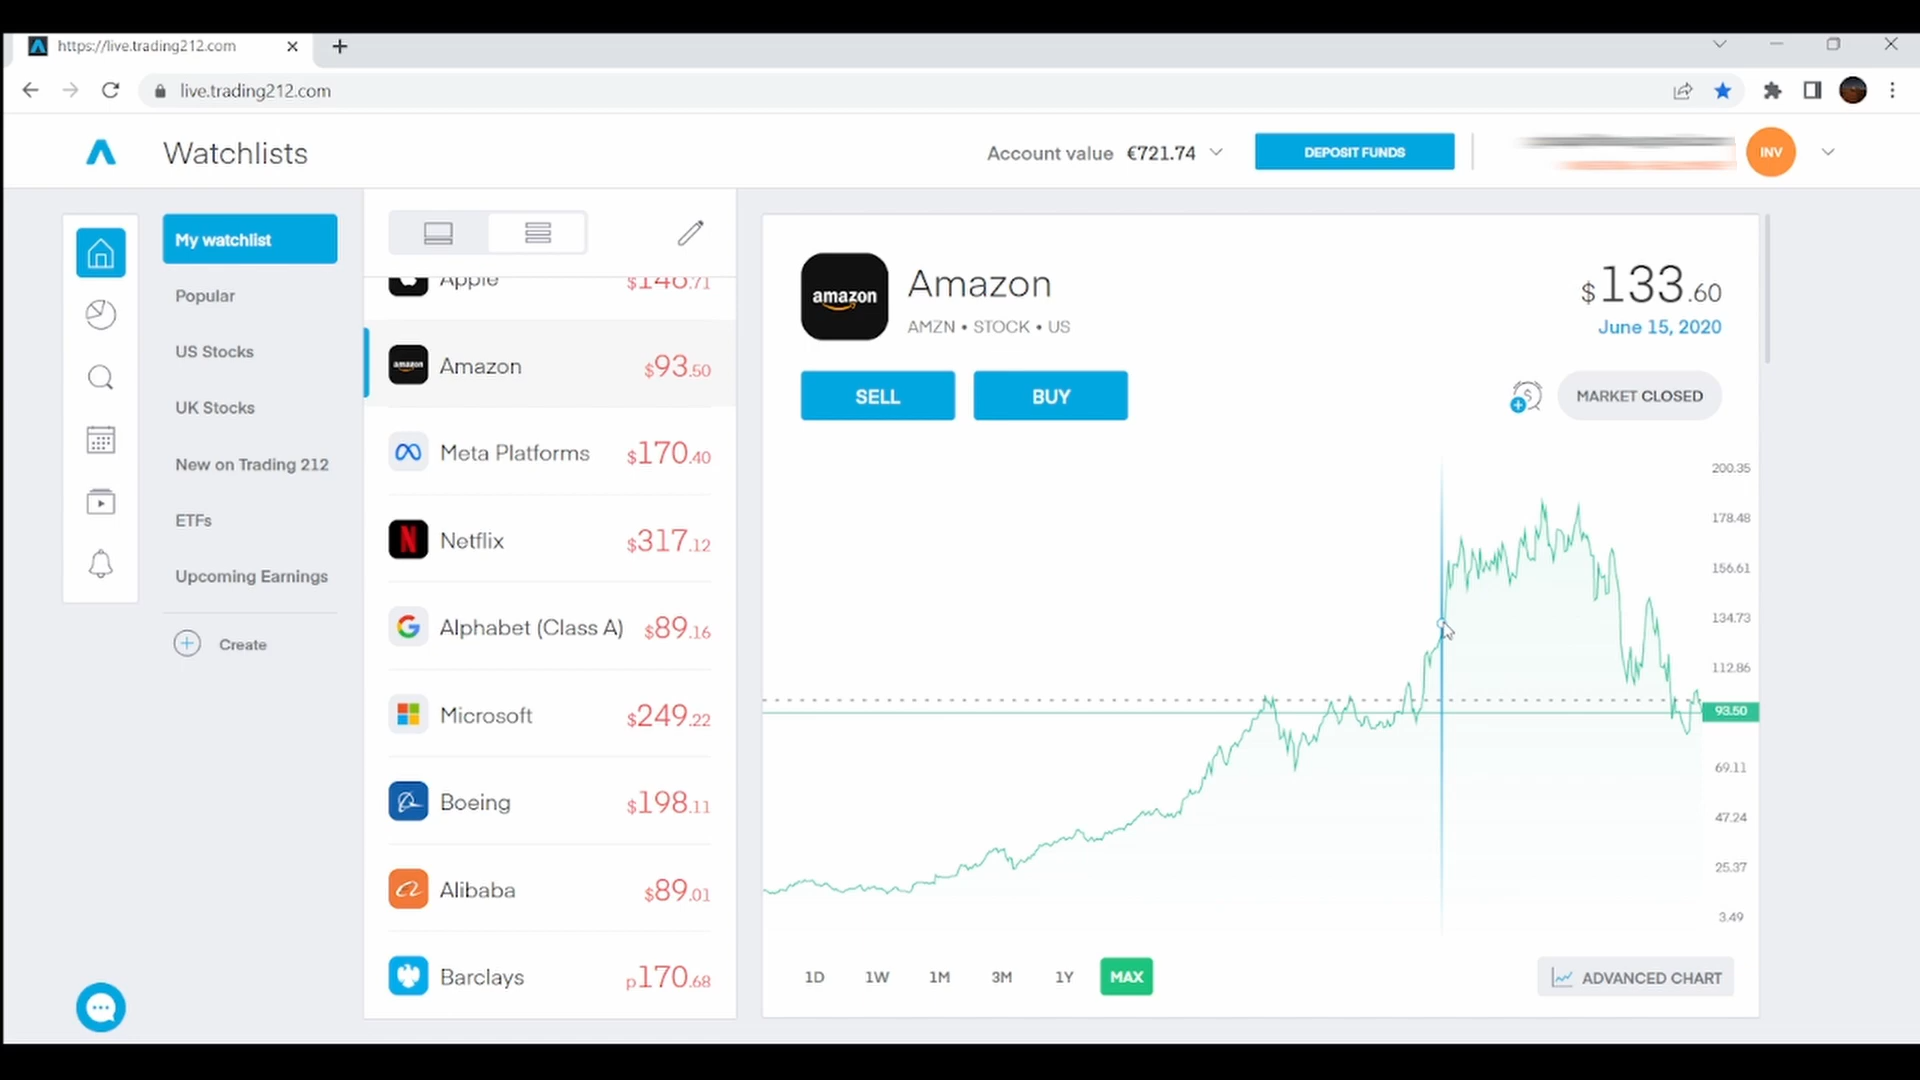 https://live.trading212.com
live.trading212.com
Watchlists
Account value €721.74
DEPOSIT FUNDS
INV
My watchlist
Popular
US Stocks
UK Stocks
New on Trading 212
ETFs
Upcoming Earnings
Create
Apple $146.71
amazon Amazon $93.50
Meta Platforms $170.40
N Netflix $317.12
G Alphabet (Class A) $89.16
Microsoft $249.22
Boeing $198.11
Alibaba $89.01
Barclays p170.68
amazon
Amazon
AMZN • STOCK • US
$133.60
June 15, 2020
SELL
BUY
MARKET CLOSED
200.35
178.48
156.61
134.73
112.86
93.50
69.11
47.24
25.37
3.49
1D 1W 1M 3M 1Y MAX
ADVANCED CHART